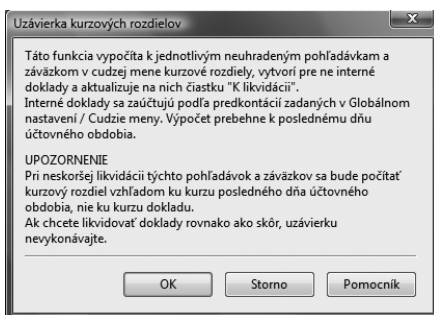 Uzávierka kurzových rozdielov
Táto funkcia vypočíta k jednotlivým neuhradeným pohľadávkam a
záväzkom v cudzej mene kurzové rozdiely, vytvorí pre ne interné
doklady a aktualizuje na nich čiastku "K likvidácii".
Interné doklady sa zaúčtujú podľa predkontácií zadaných v Globálnom
nastavení / Cudzie meny. Výpočet prebehne k poslednému dňu
účtovného obdobia.
UPOZORNENIE
Pri neskoršej likvidácii týchto pohľadávok a záväzkov sa bude počítať
kurzový rozdiel vzhľadom ku kurzu posledného dňa účtovného
obdobia, nie ku kurzu dokladu.
Ak chcete likvidovať doklady rovnako ako skôr, uzávierku
nevykonávajte.
OK Storno Pomocník